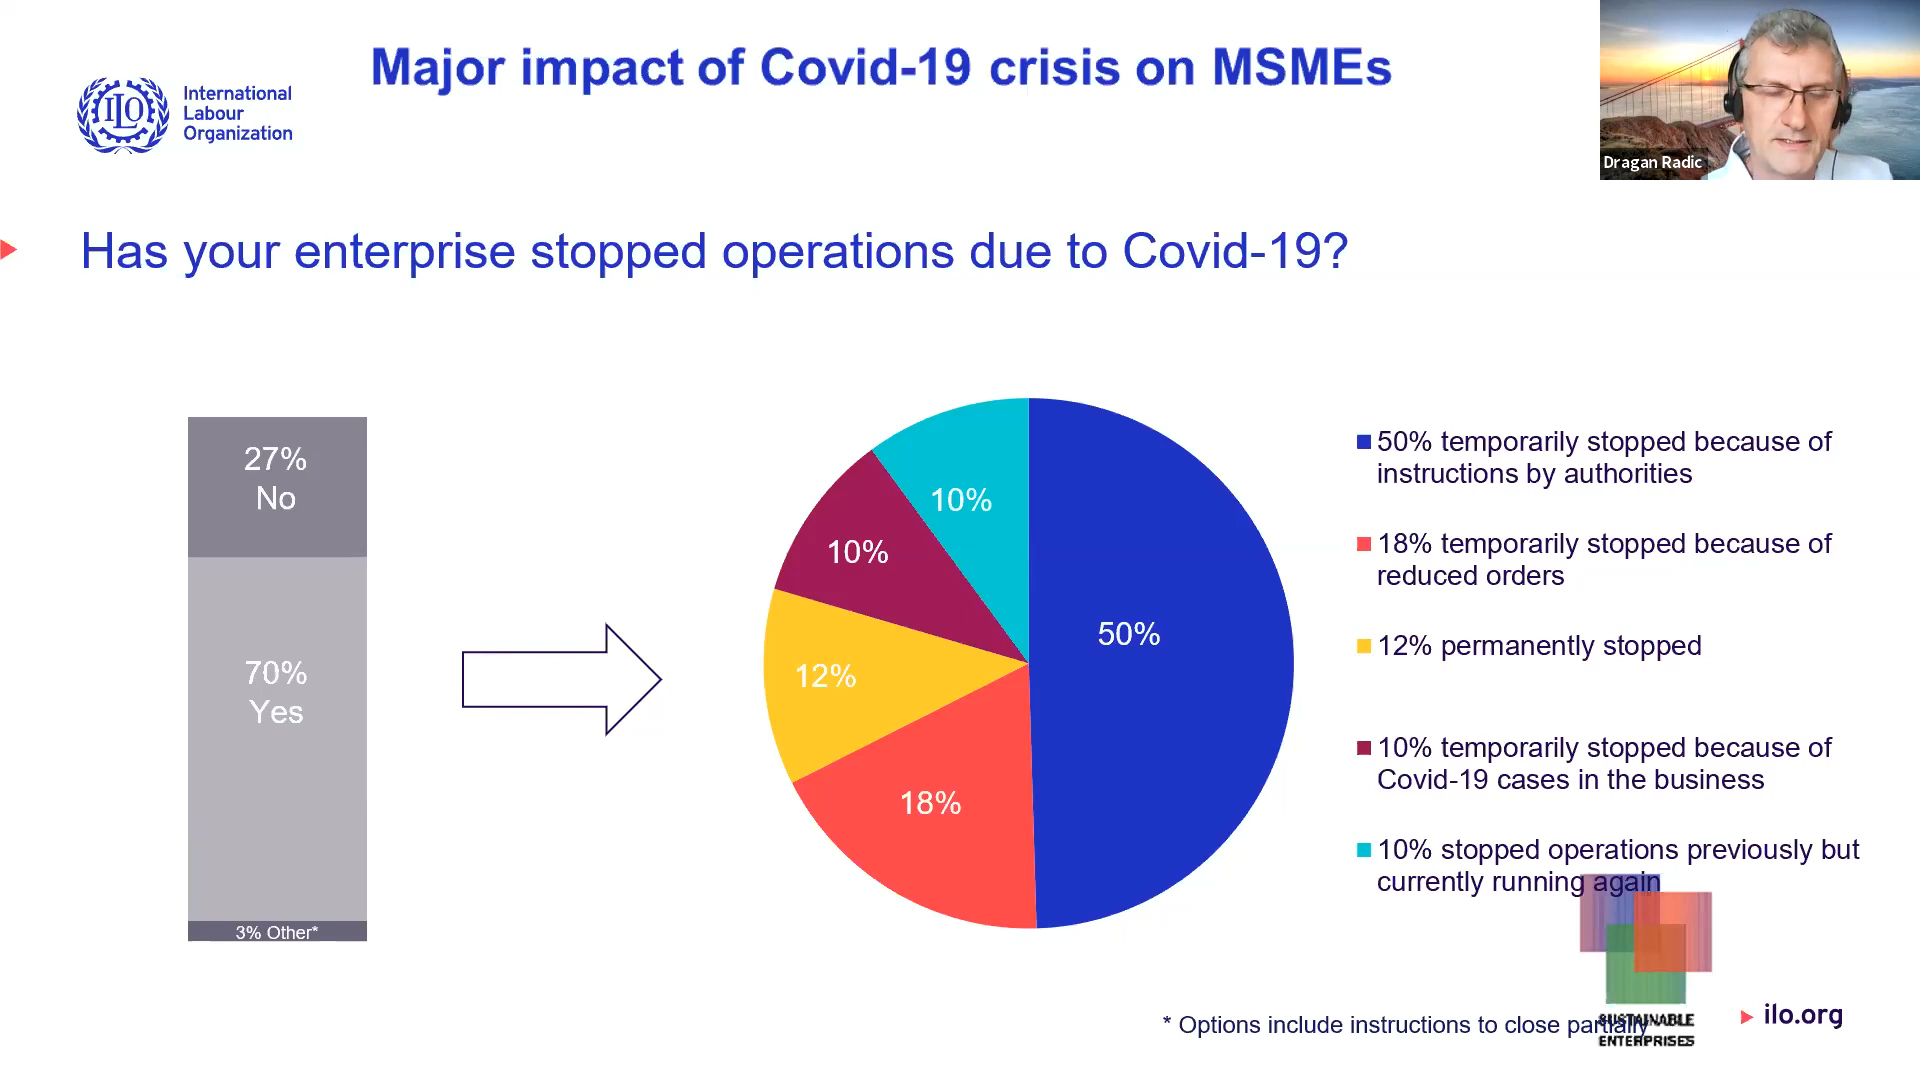 Major impact of Covid-19 crisis on MSMEs
ILO
International
Labour
Organization
Dragan Radic
Has your enterprise stopped operations due to Covid-19?
27%
No
70%
Yes
3% Other*
10%
10%
12%
18%
50%
50% temporarily stopped because of
instructions by authorities
18% temporarily stopped because of
reduced orders
12% permanently stopped
10% temporarily stopped because of
Covid-19 cases in the business
10% stopped operations previously but
currently running again
* Options include instructions to close partially
SUSTAINABLE
ENTERPRISES
ilo.org